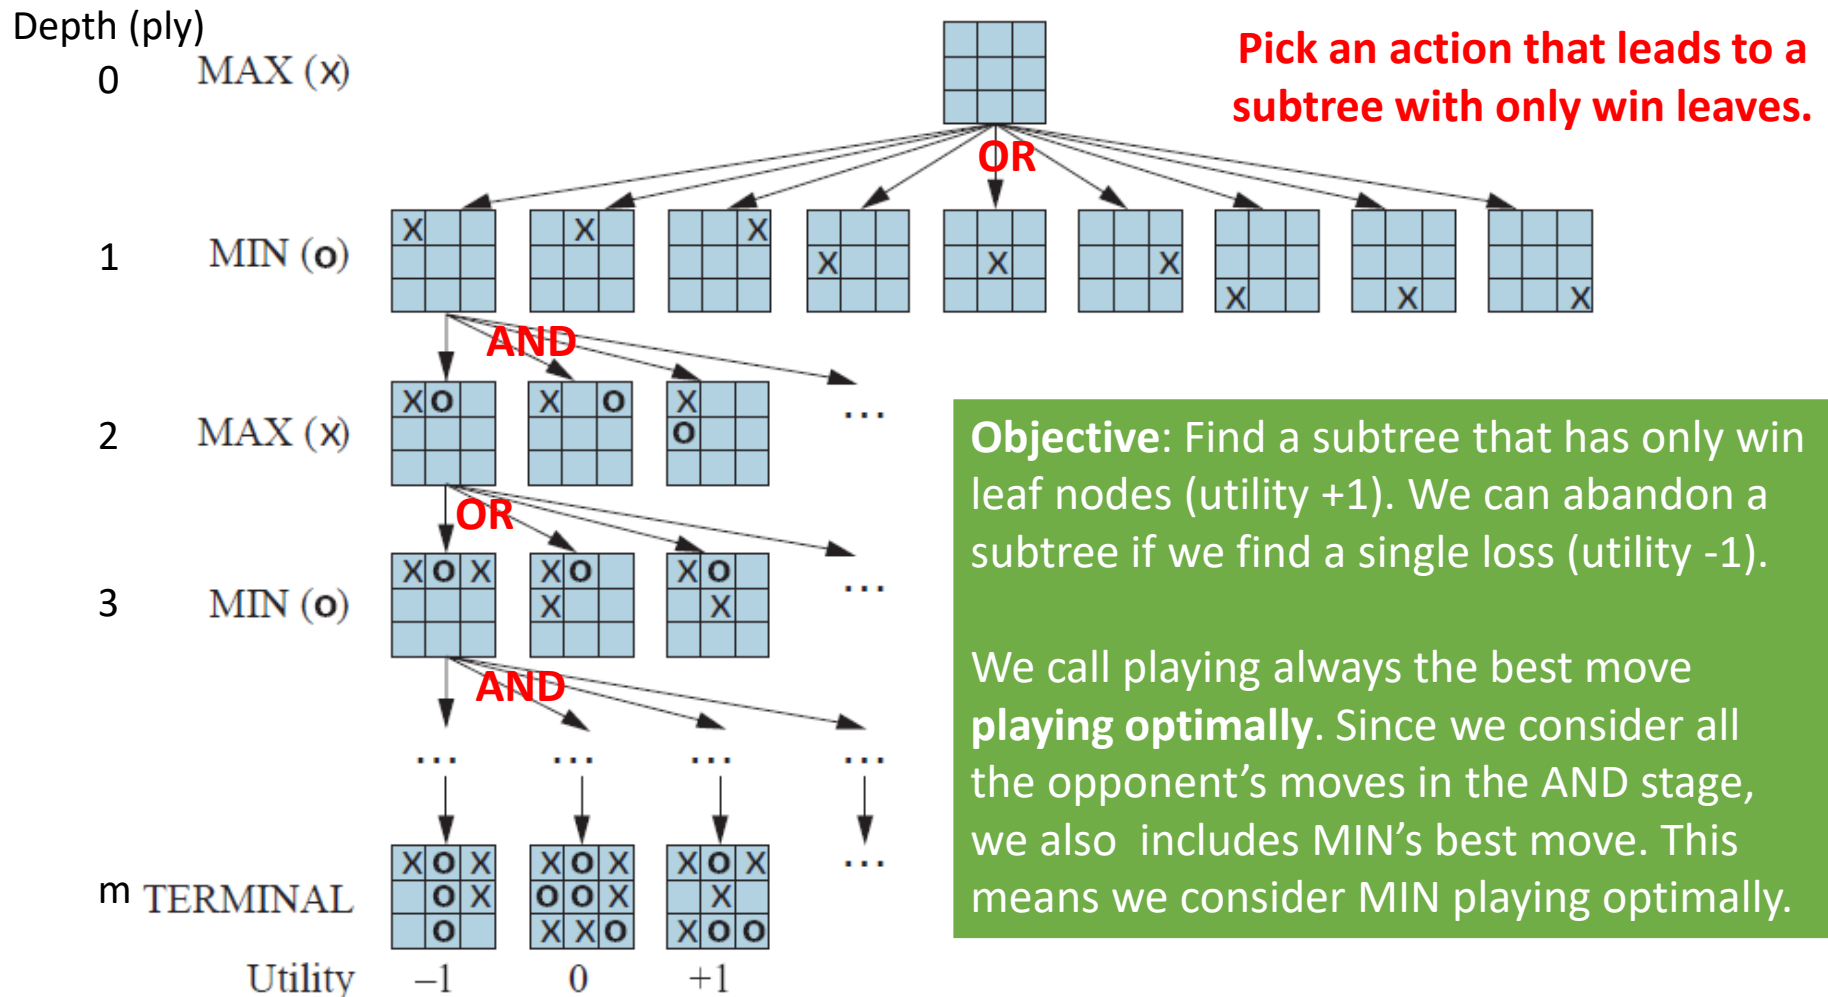 Depth (ply)
0 MAX (x)
Pick an action that leads to a
subtree with only win leaves.
OR
1 MIN (o)
X X X X X X X X X
AND
2 MAX (x)
X O X O X ...
O
OR
3 MIN (o)
X O X X O X O ...
X X
AND
... ... ... ...
m TERMINAL
X O X X O X X O X ...
O X O O X X
O X X O X O O
Utility −1 0 +1
Objective: Find a subtree that has only win
leaf nodes (utility +1). We can abandon a
subtree if we find a single loss (utility -1).
We call playing always the best move
playing optimally. Since we consider all
the opponent’s moves in the AND stage,
we also includes MIN’s best move. This
means we consider MIN playing optimally.